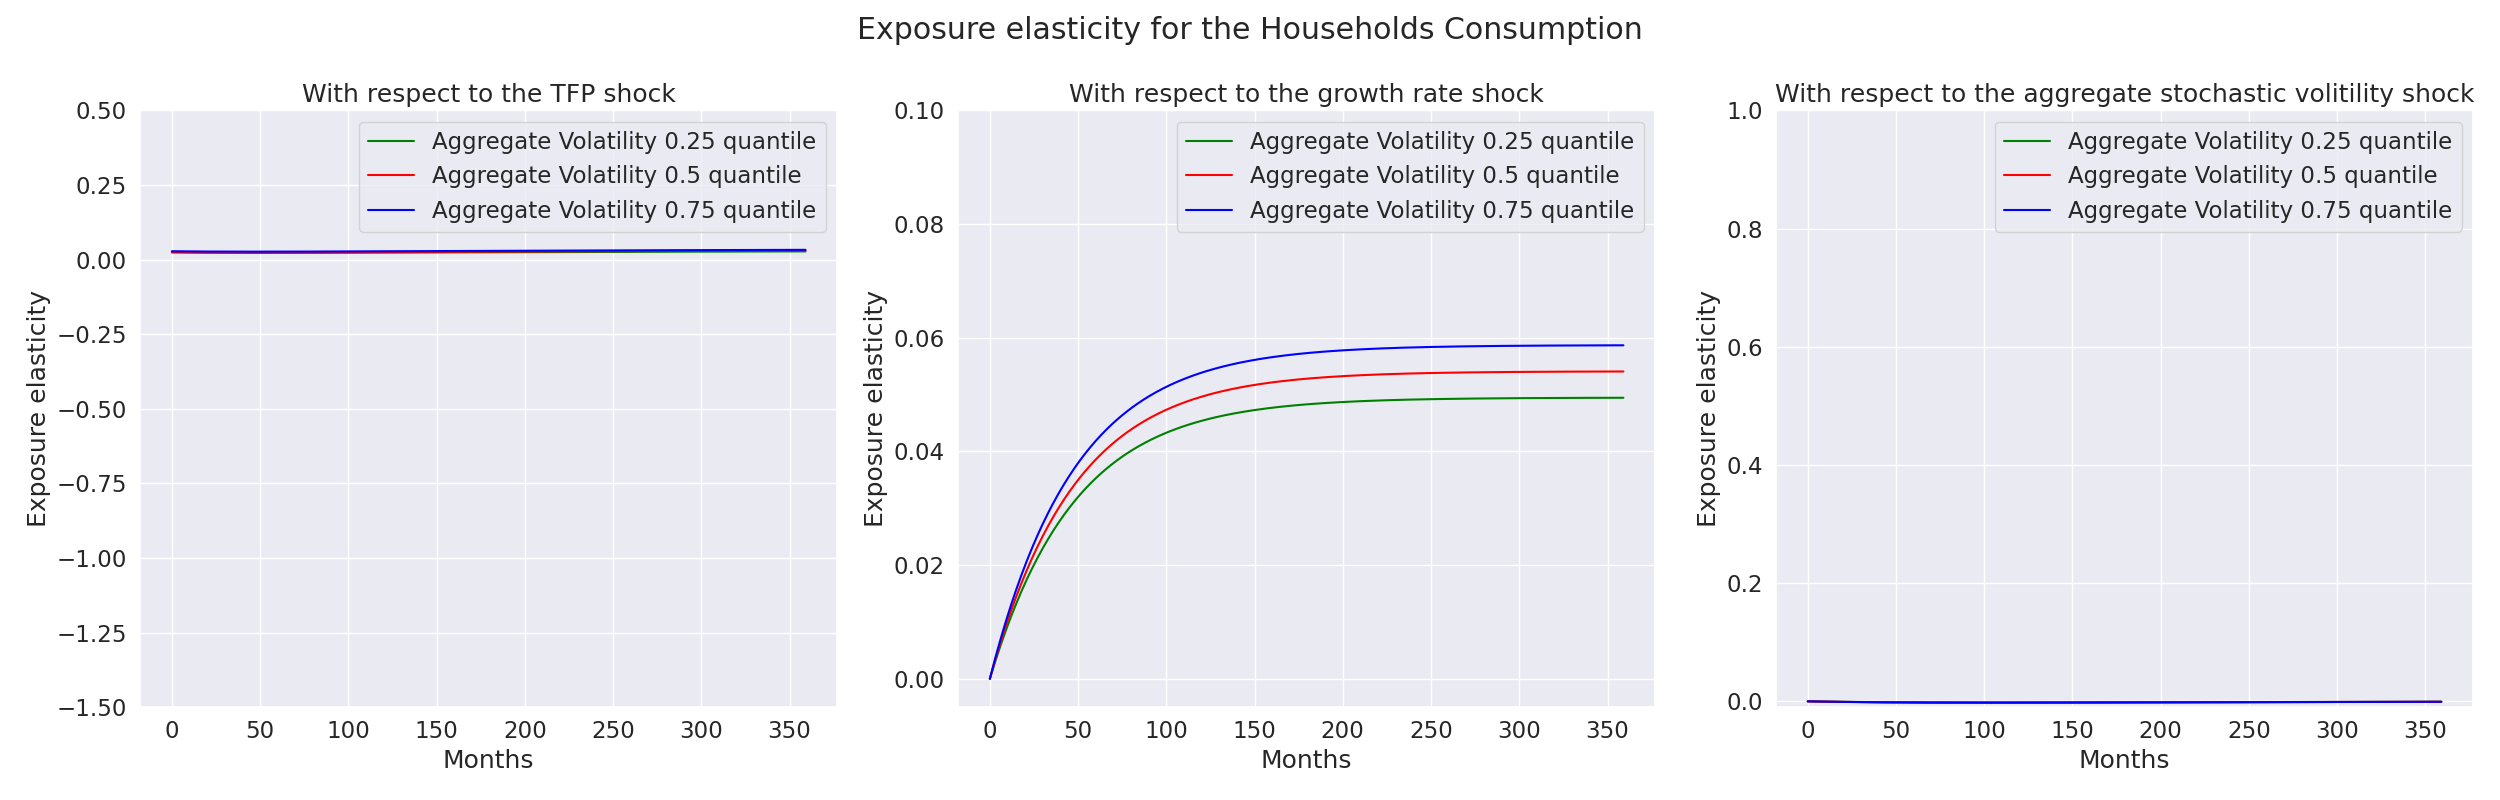 Exposure elasticity for the Households Consumption
With respect to the TFP shock
0.50
0.25
0.00
−0.25
−0.50
−0.75
−1.00
−1.25
−1.50
Exposure elasticity
Aggregate Volatility 0.25 quantile
Aggregate Volatility 0.5 quantile
Aggregate Volatility 0.75 quantile
0 50 100 150 200 250 300 350
Months
With respect to the growth rate shock
0.10
0.08
0.06
0.04
0.02
0.00
Exposure elasticity
Aggregate Volatility 0.25 quantile
Aggregate Volatility 0.5 quantile
Aggregate Volatility 0.75 quantile
0 50 100 150 200 250 300 350
Months
With respect to the aggregate stochastic volitility shock
1.0
0.8
0.6
0.4
0.2
0.0
Exposure elasticity
Aggregate Volatility 0.25 quantile
Aggregate Volatility 0.5 quantile
Aggregate Volatility 0.75 quantile
0 50 100 150 200 250 300 350
Months